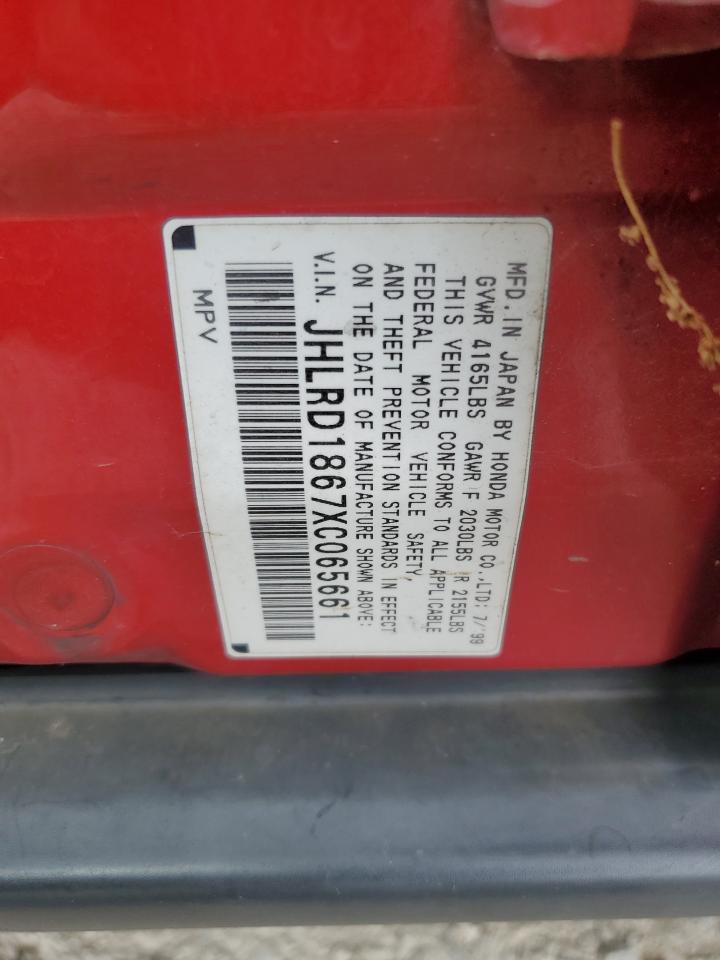 MFD. IN JAPAN BY HONDA MOTOR CO.,LTD: 7/'99
GVWR 4165LBS GAWR F 2030LBS R 2155LBS
THIS VEHICLE CONFORMS TO ALL APPLICABLE
FEDERAL MOTOR VEHICLE SAFETY,
AND THEFT PREVENTION STANDARDS IN EFFECT
ON THE DATE OF MANUFACTURE SHOWN ABOVE:
V.I.N. JHLRD1867XC065661
MPV